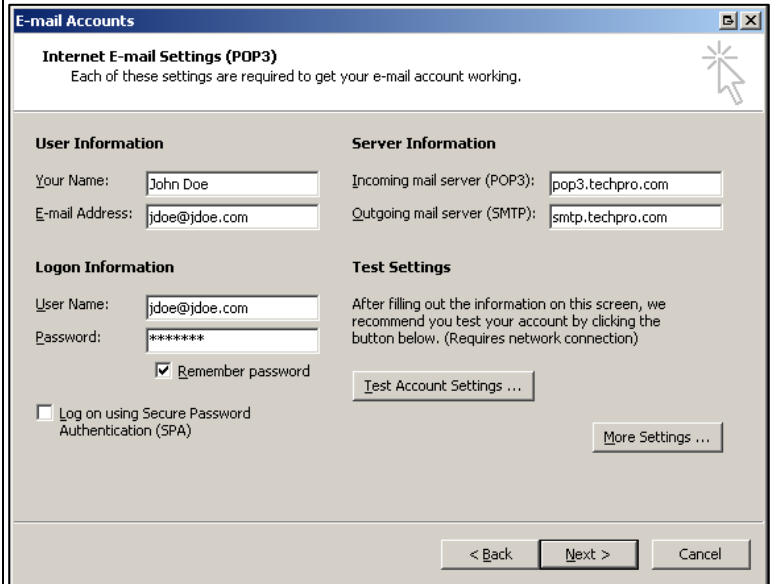 E-mail Accounts
Internet E-mail Settings (POP3)
Each of these settings are required to get your e-mail account working.
User Information
Your Name: John Doe
E-mail Address: jdoe@jdoe.com
Server Information
Incoming mail server (POP3): pop3.techpro.com
Outgoing mail server (SMTP): smtp.techpro.com
Logon Information
User Name: jdoe@jdoe.com
Password: *******
Remember password
Log on using Secure Password
Authentication (SPA)
Test Settings
After filling out the information on this screen, we
recommend you test your account by clicking the
button below. (Requires network connection)
Test Account Settings ...
More Settings ...
< Back Next > Cancel